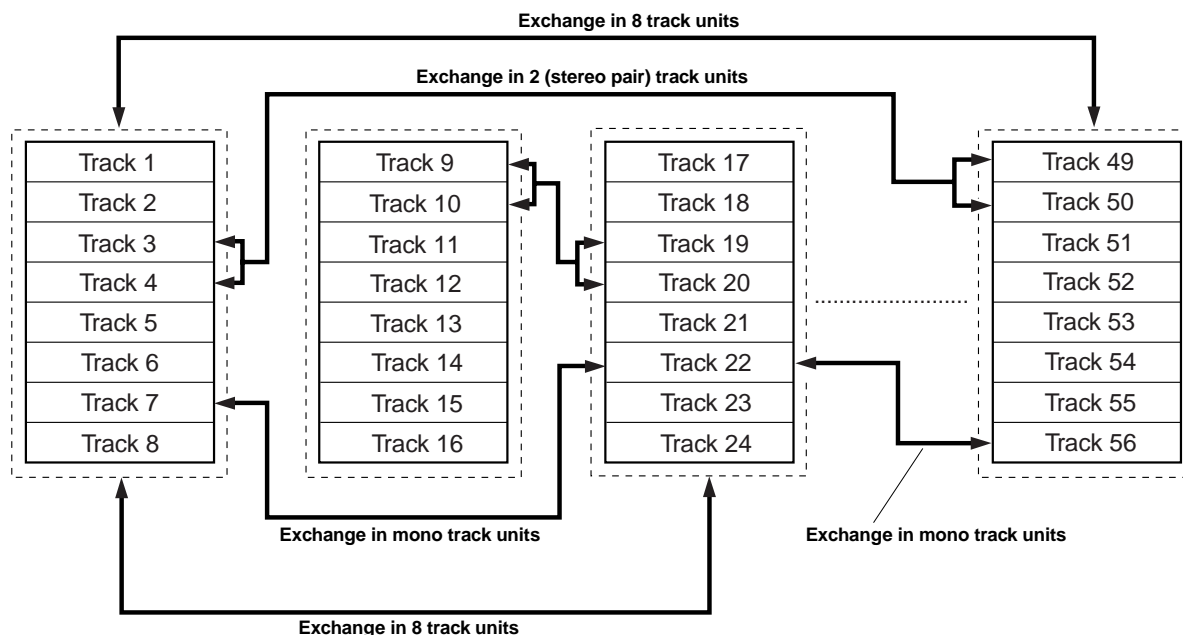 Exchange in 8 track units
Exchange in 2 (stereo pair) track units
Track 1
Track 2
Track 3
Track 4
Track 5
Track 6
Track 7
Track 8
Track 9
Track 10
Track 11
Track 12
Track 13
Track 14
Track 15
Track 16
Track 17
Track 18
Track 19
Track 20
Track 21
Track 22
Track 23
Track 24
Track 49
Track 50
Track 51
Track 52
Track 53
Track 54
Track 55
Track 56
Exchange in mono track units
Exchange in mono track units
Exchange in 8 track units